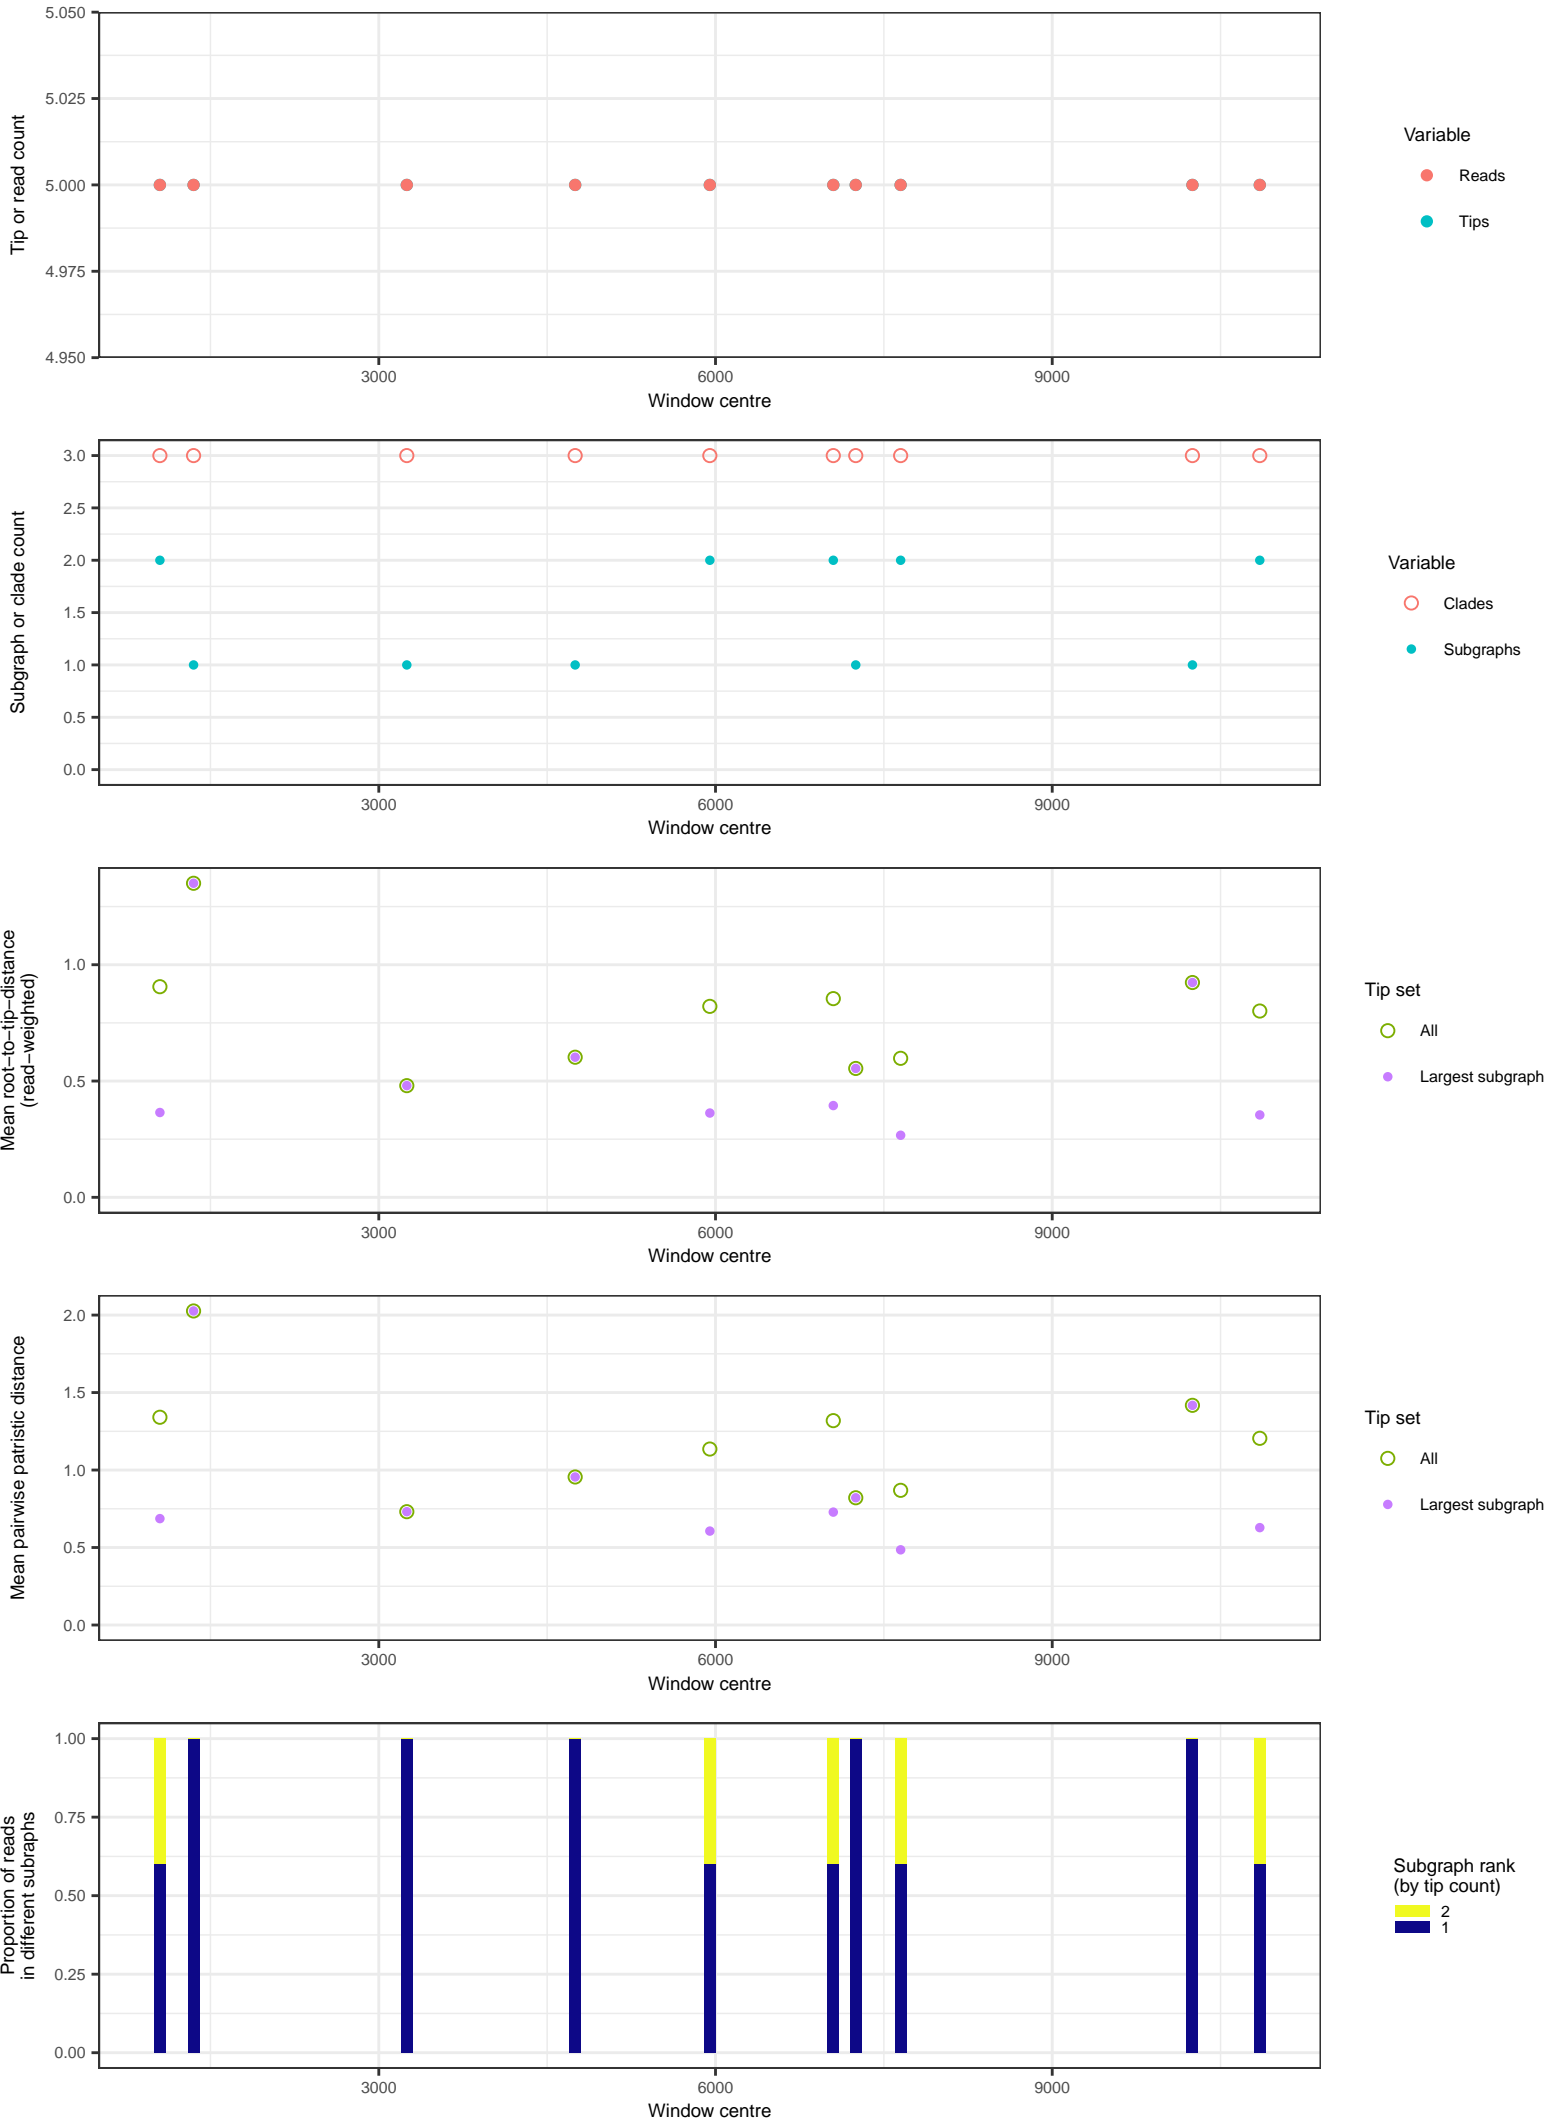 5.050
5.025
5.000
4.975
4.950
Tip or read count
3000 6000 9000
Window centre
Variable
Reads
Tips
3.0
2.5
2.0
1.5
1.0
0.5
0.0
Subgraph or clade count
3000 6000 9000
Window centre
Variable
Clades
Subgraphs
1.0
0.5
0.0
Mean root−to−tip−distance
(read−weighted)
3000 6000 9000
Window centre
Tip set
All
Largest subgraph
2.0
1.5
1.0
0.5
0.0
Mean pairwise patristic distance
3000 6000 9000
Window centre
Tip set
All
Largest subgraph
1.00
0.75
0.50
0.25
0.00
Proportion of reads
in different subraphs
3000 6000 9000
Window centre
Subgraph rank
(by tip count)
2
1